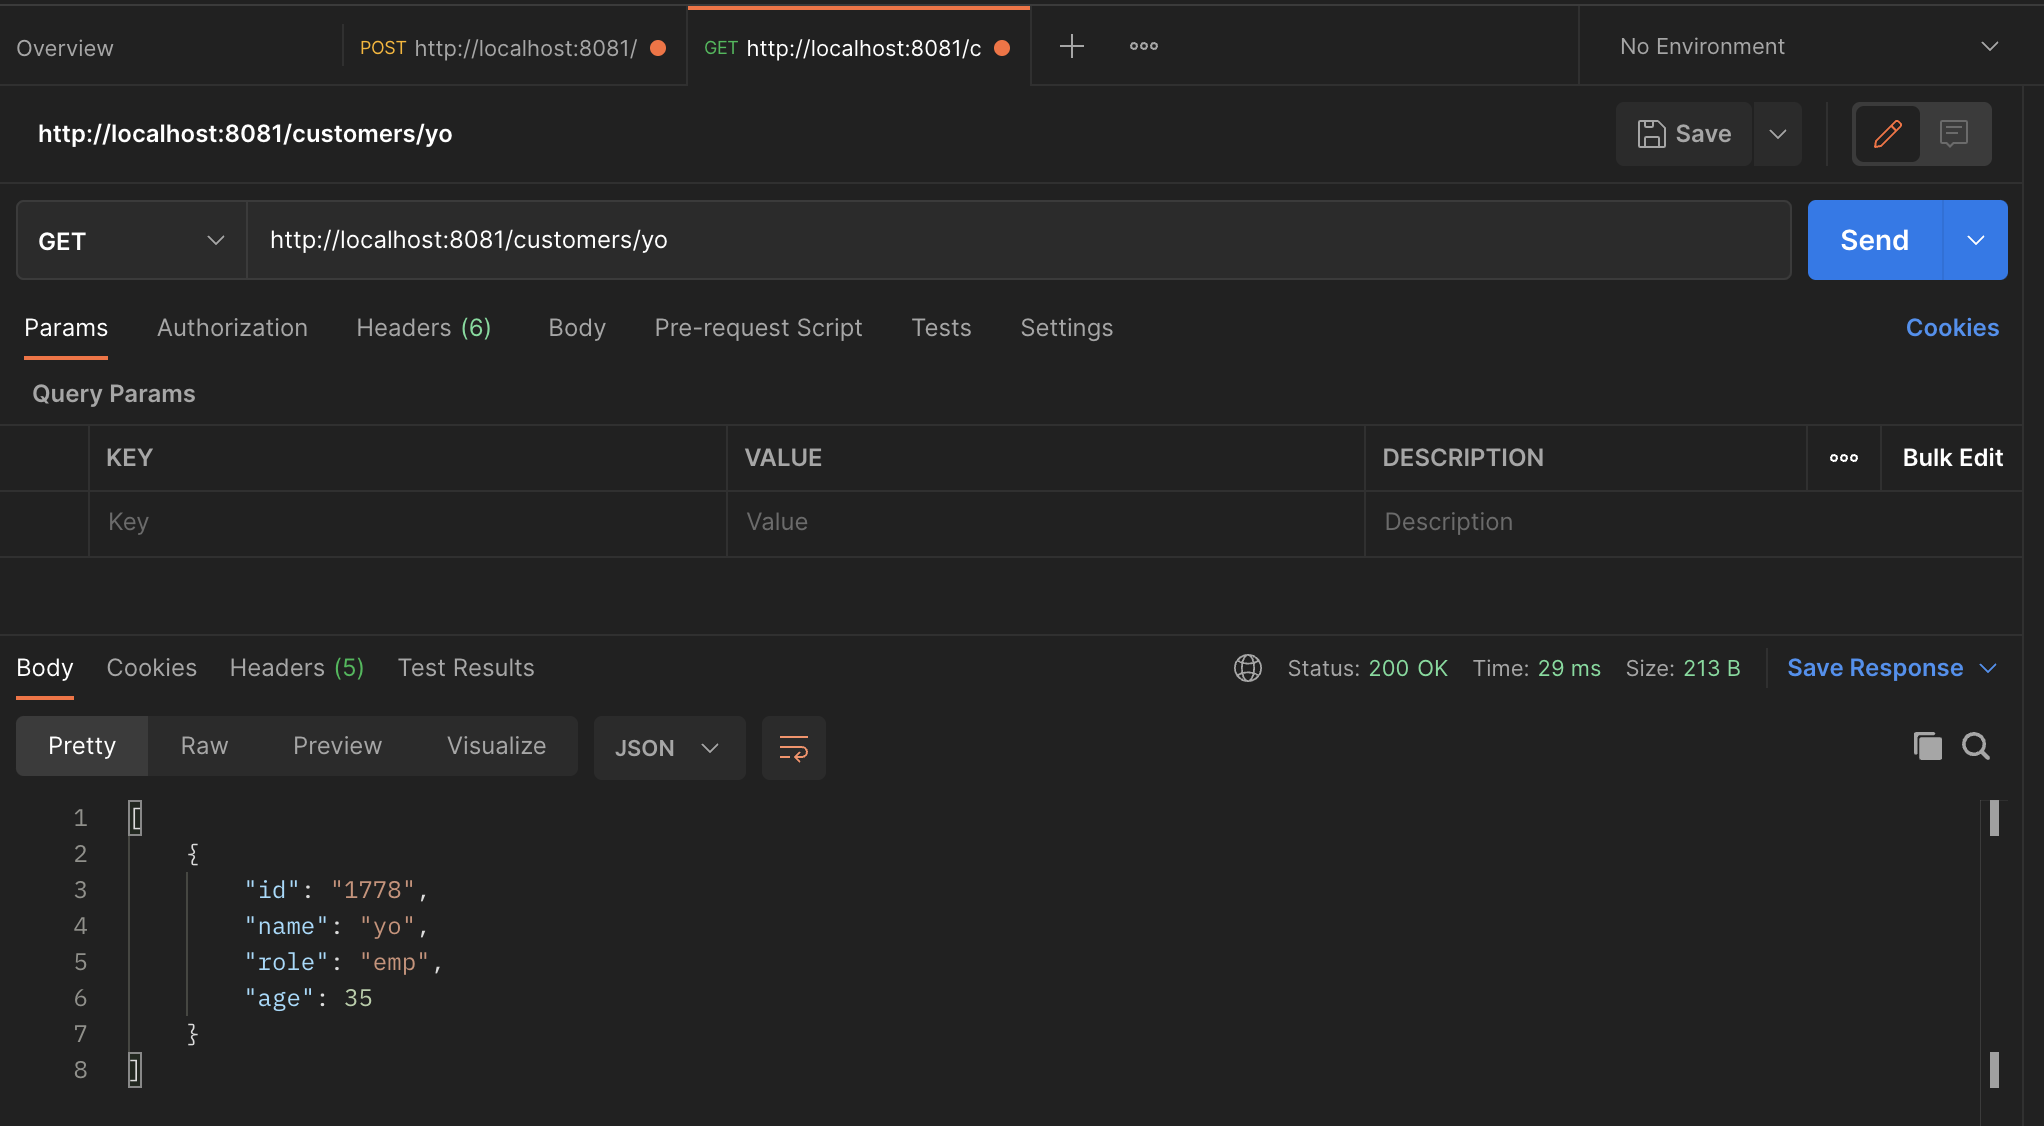 Overview
POST http://localhost:8081/
GET http://localhost:8081/c
No Environment
http://localhost:8081/customers/yo
Save
GET
http://localhost:8081/customers/yo
Send
Params Authorization Headers (6) Body Pre-request Script Tests Settings Cookies
Query Params
KEY VALUE DESCRIPTION Bulk Edit
Key Value Description
Body Cookies Headers (5) Test Results Status: 200 OK Time: 29 ms Size: 213 B Save Response
Pretty Raw Preview Visualize JSON
1 [
2 {
3 "id": "1778",
4 "name": "yo",
5 "role": "emp",
6 "age": 35
7 }
8 ]